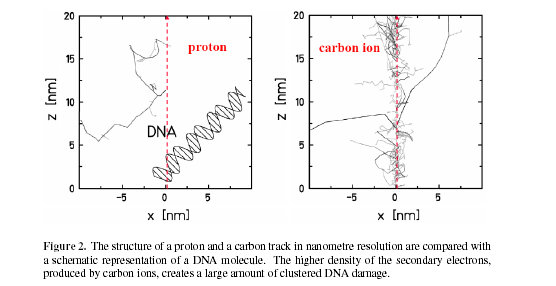 20
15
10
5
0
z [nm]
proton
DNA
-5
0
5
x [nm]
20
15
10
5
0
z [nm]
carbon ion
-5
0
5
x [nm]
Figure 2. The structure of a proton and a carbon track in nanometre resolution are compared with
a schematic representation of a DNA molecule. The higher density of the secondary electrons,
produced by carbon ions, creates a large amount of clustered DNA damage.